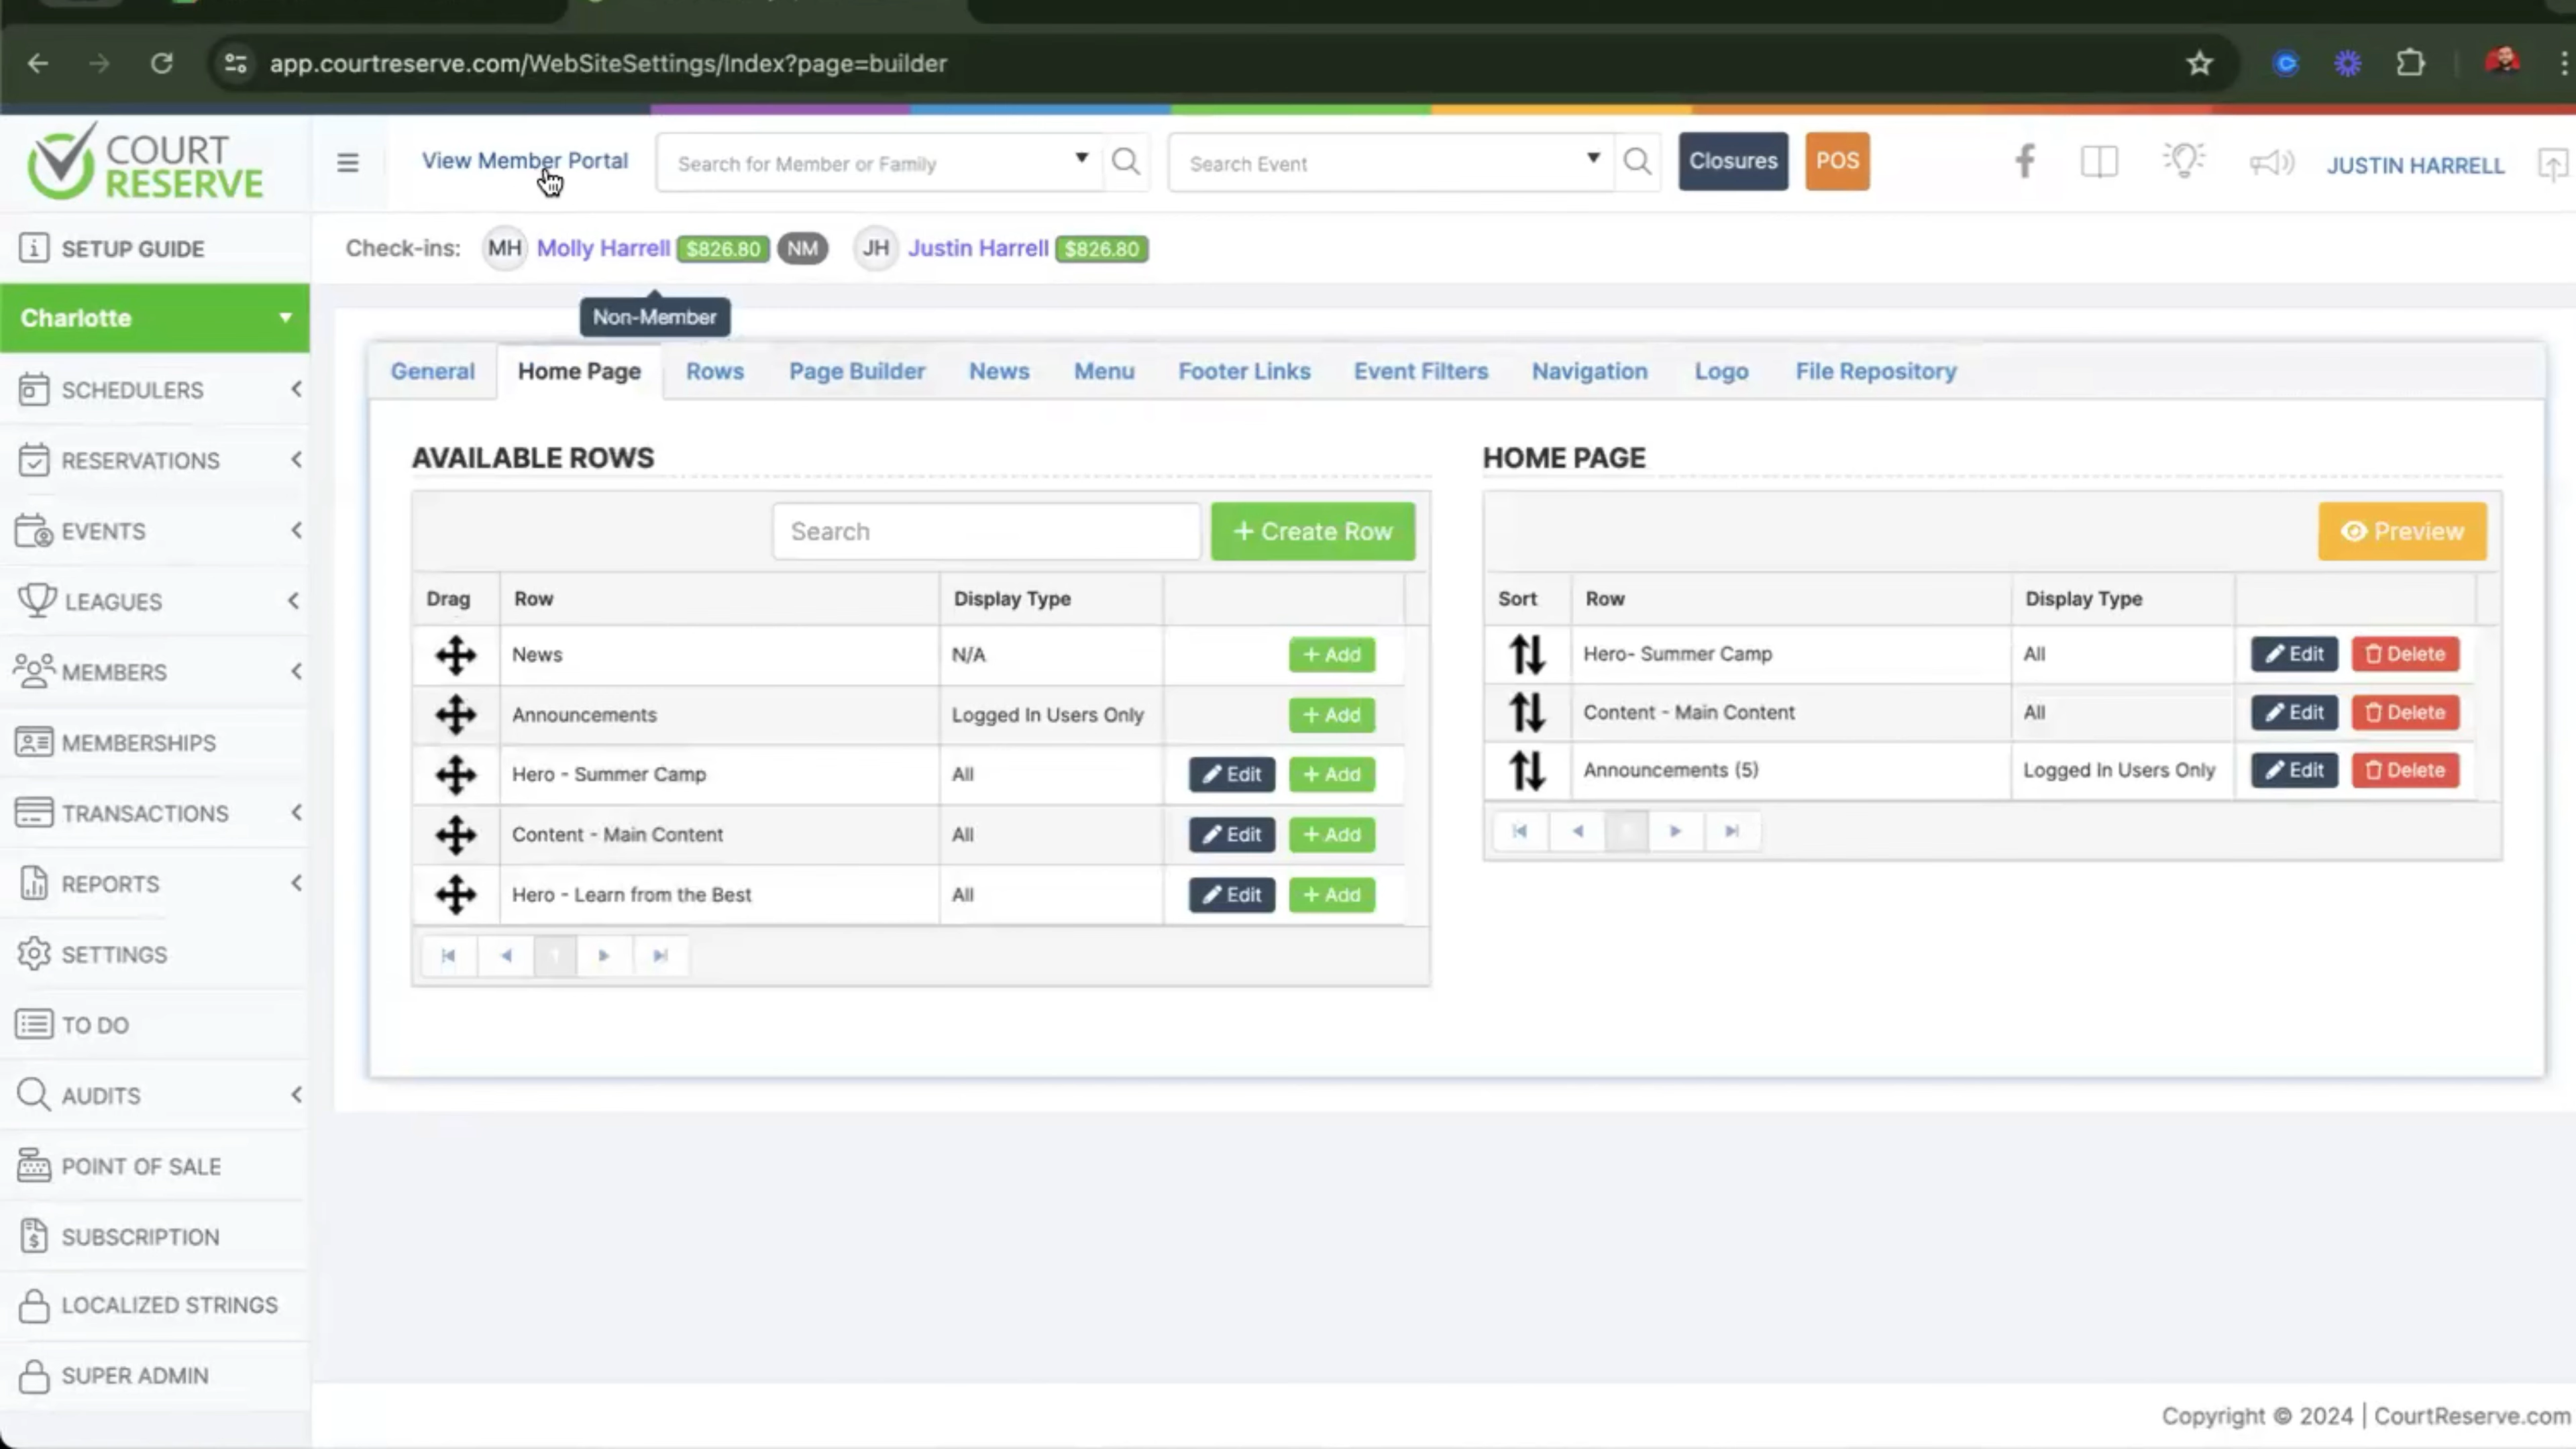 app.courtreserve.com/WebSiteSettings/Index?page=builder
COURT
RESERVE
View Member Portal
Search for Member or Family
Search Event
Closures
POS
JUSTIN HARRELL
Check-ins: MH Molly Harrell $826.80 NM JH Justin Harrell $826.80
Non-Member
SETUP GUIDE
Charlotte
SCHEDULERS
RESERVATIONS
EVENTS
LEAGUES
MEMBERS
MEMBERSHIPS
TRANSACTIONS
REPORTS
SETTINGS
TO DO
AUDITS
POINT OF SALE
SUBSCRIPTION
LOCALIZED STRINGS
SUPER ADMIN
General Home Page Rows Page Builder News Menu Footer Links Event Filters Navigation Logo File Repository
AVAILABLE ROWS
Search + Create Row
Drag Row Display Type
News N/A + Add
Announcements Logged In Users Only + Add
Hero - Summer Camp All Edit + Add
Content - Main Content All Edit + Add
Hero - Learn from the Best All Edit + Add
1
HOME PAGE
Preview
Sort Row Display Type
Hero- Summer Camp All Edit Delete
Content - Main Content All Edit Delete
Announcements (5) Logged In Users Only Edit Delete
Copyright © 2024 | CourtReserve.com